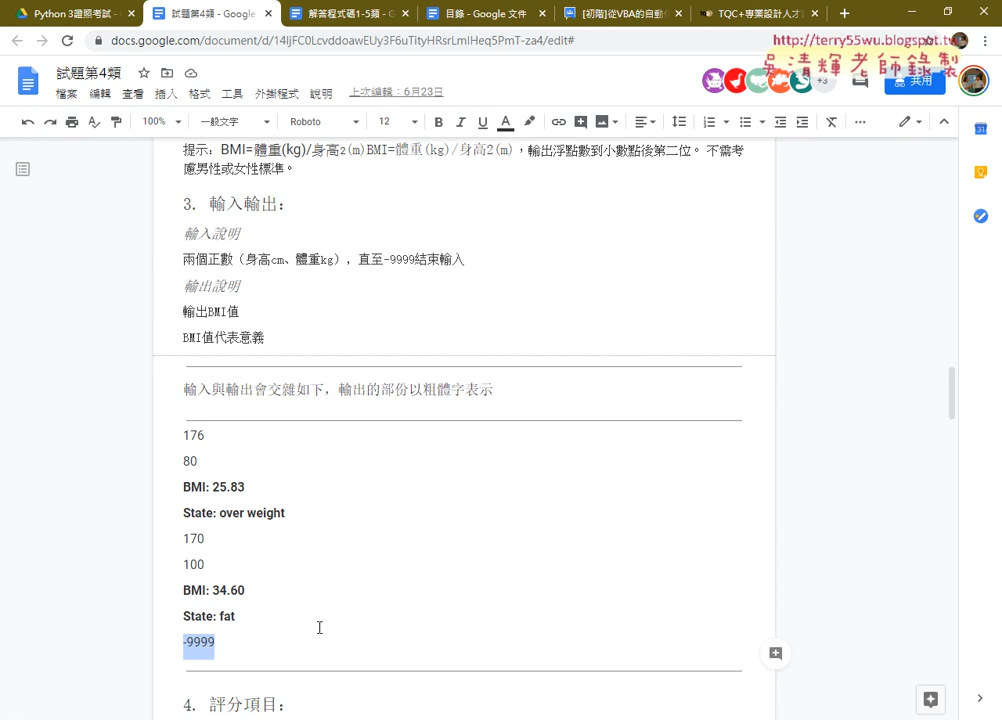 Python 3證照考試 -
試題第4類 - Google
解答程式碼1-5類 - G
目錄 - Google 文件
[初階]從VBA的自動
TQC+專業設計人才
docs.google.com/document/d/14IjFC0LcvddoawEUy3F6uTityHRsrLmIHeq5PmT-za4/edit#
http://terry55wu.blogspot.tw
吳清輝老師錄製
試題第4類
檔案 編輯 查看 插入 格式 工具 外掛程式 說明 上次編輯：6月23日
+3
共用
100% 一般文字 Roboto 12 B I U A
31
提示：BMI=體重(kg)/身高2(m)BMI=體重(kg)/身高2(m)，輸出浮點數到小數點後第二位。 不需考
慮男性或女性標準。
3. 輸入輸出：
輸入說明
兩個正數（身高cm、體重kg），直至-9999結束輸入
輸出說明
輸出BMI值
BMI值代表意義
輸入與輸出會交雜如下，輸出的部份以粗體字表示
176
80
BMI: 25.83
State: over weight
170
100
BMI: 34.60
State: fat
-9999
4. 評分項目：